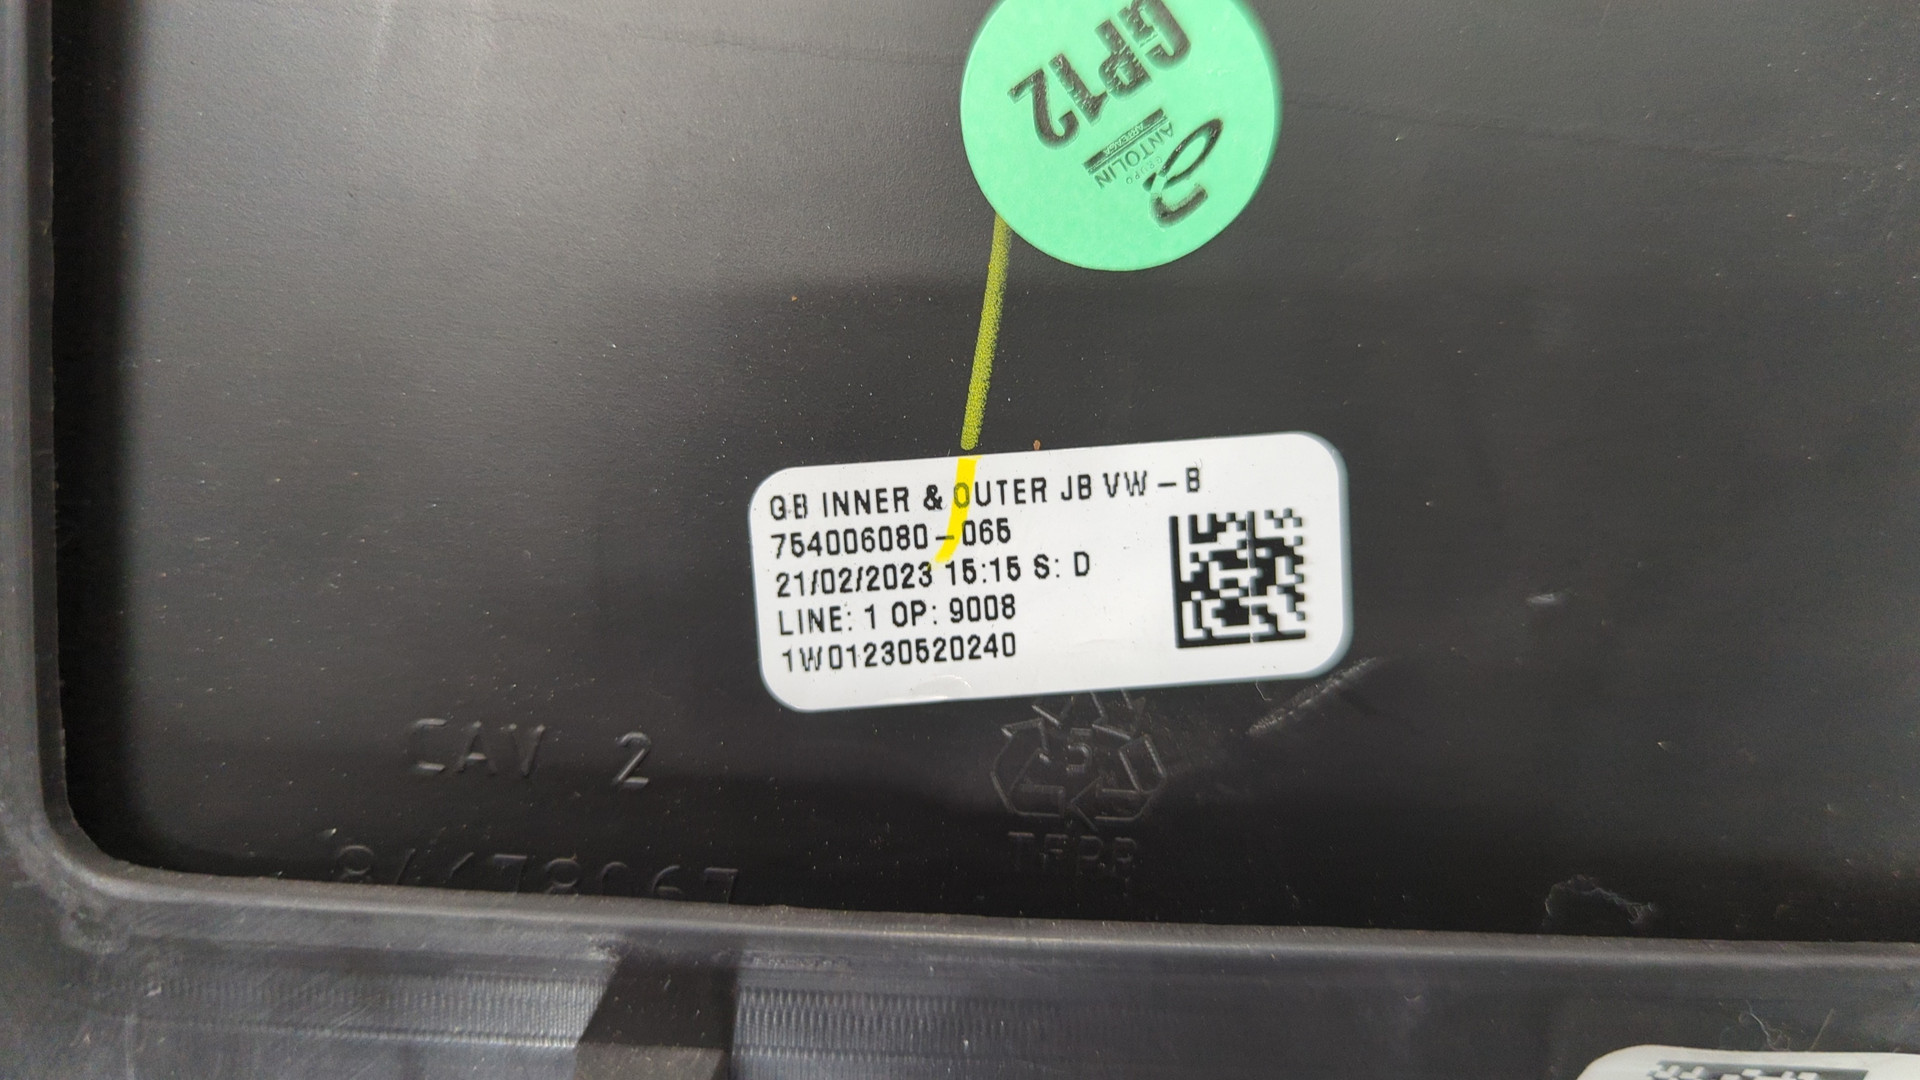 GP12
ANTOLIN
GRUPO
GB INNER & OUTER JB VW - B
754006080-065
21/02/2023 15:15 S: D
LINE: 1 OP: 9008
1W01230520240
CAV 2
5